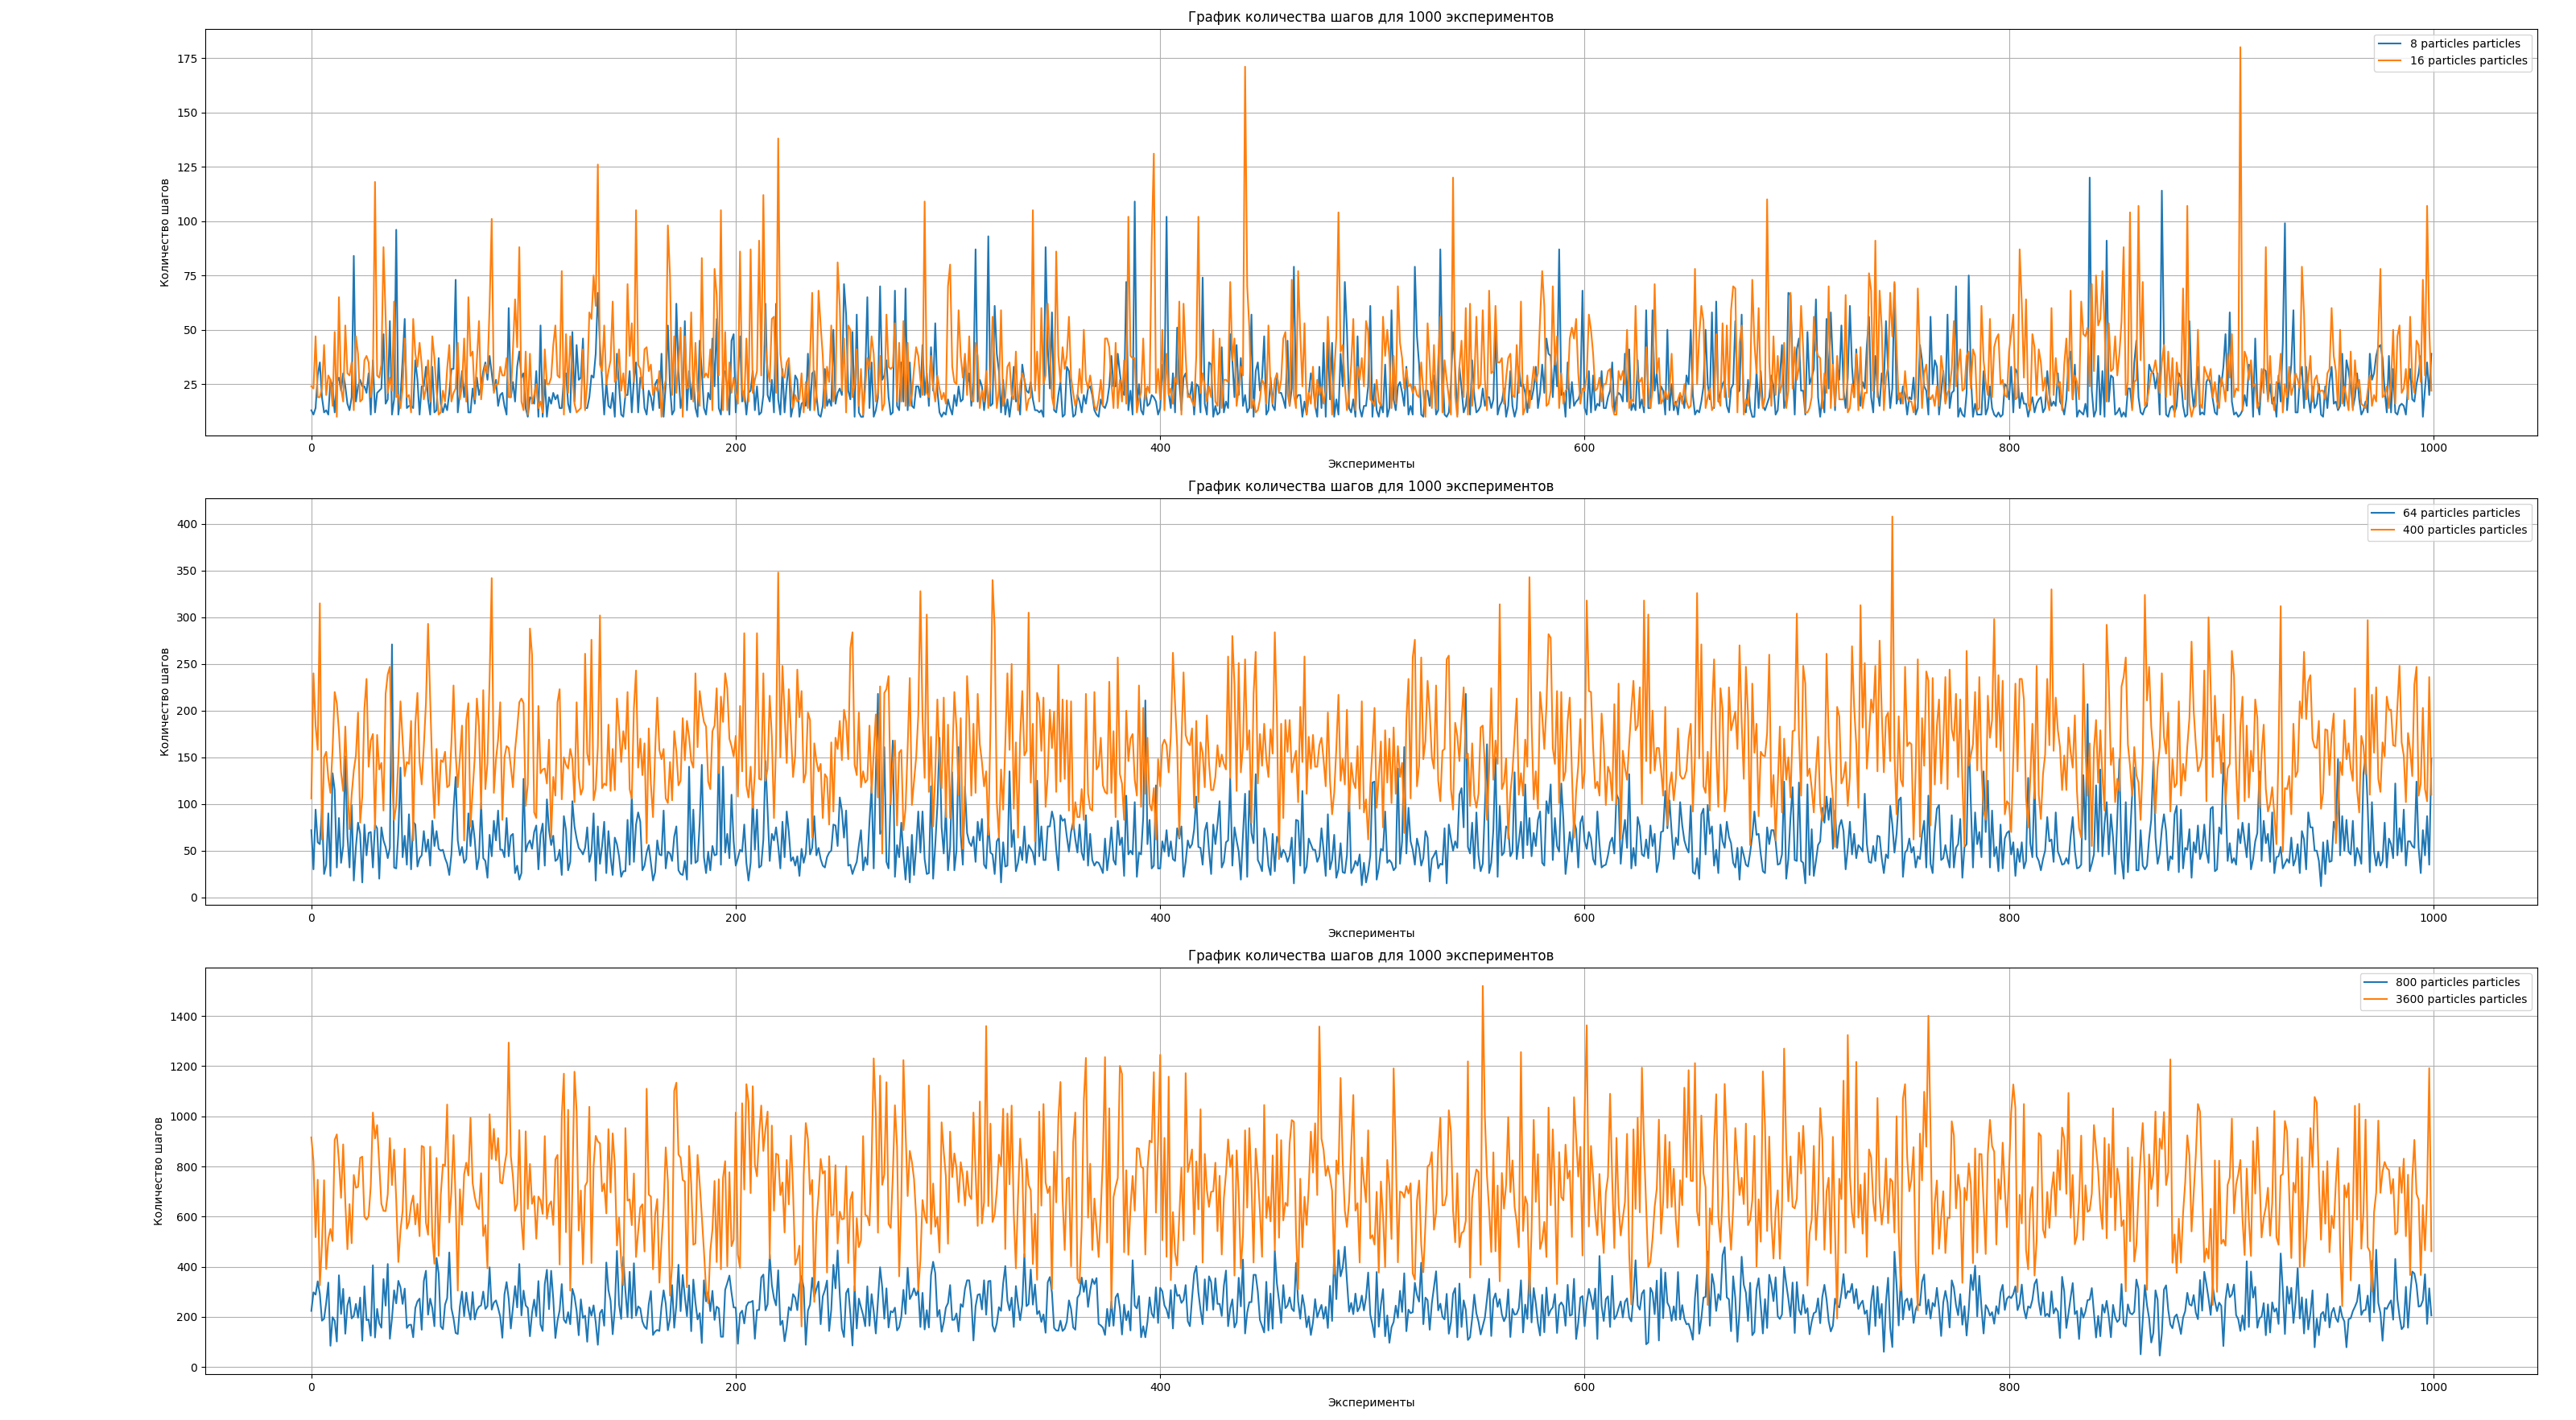 График количества шагов для 1000 экспериментов
175
150
125
100
75
50
25
Количество шагов
8 particles particles
16 particles particles
0 200 400 600 800 1000
Эксперименты
График количества шагов для 1000 экспериментов
400
350
300
250
200
150
100
50
0
Количество шагов
64 particles particles
400 particles particles
0 200 400 600 800 1000
Эксперименты
График количества шагов для 1000 экспериментов
1400
1200
1000
800
600
400
200
0
Количество шагов
800 particles particles
3600 particles particles
0 200 400 600 800 1000
Эксперименты